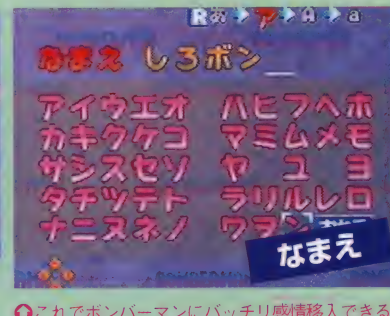 Rあ→ア→A→a
なまえ しろボン
アイウエオ ハヒフヘホ
カキクケコ マミムメモ
サシスセソ ヤ ユ ヨ
タチツテト ラリルレロ
ナニヌネノ ワヲン
なまえ
これでボンバーマンにバッチリ感情移入できる